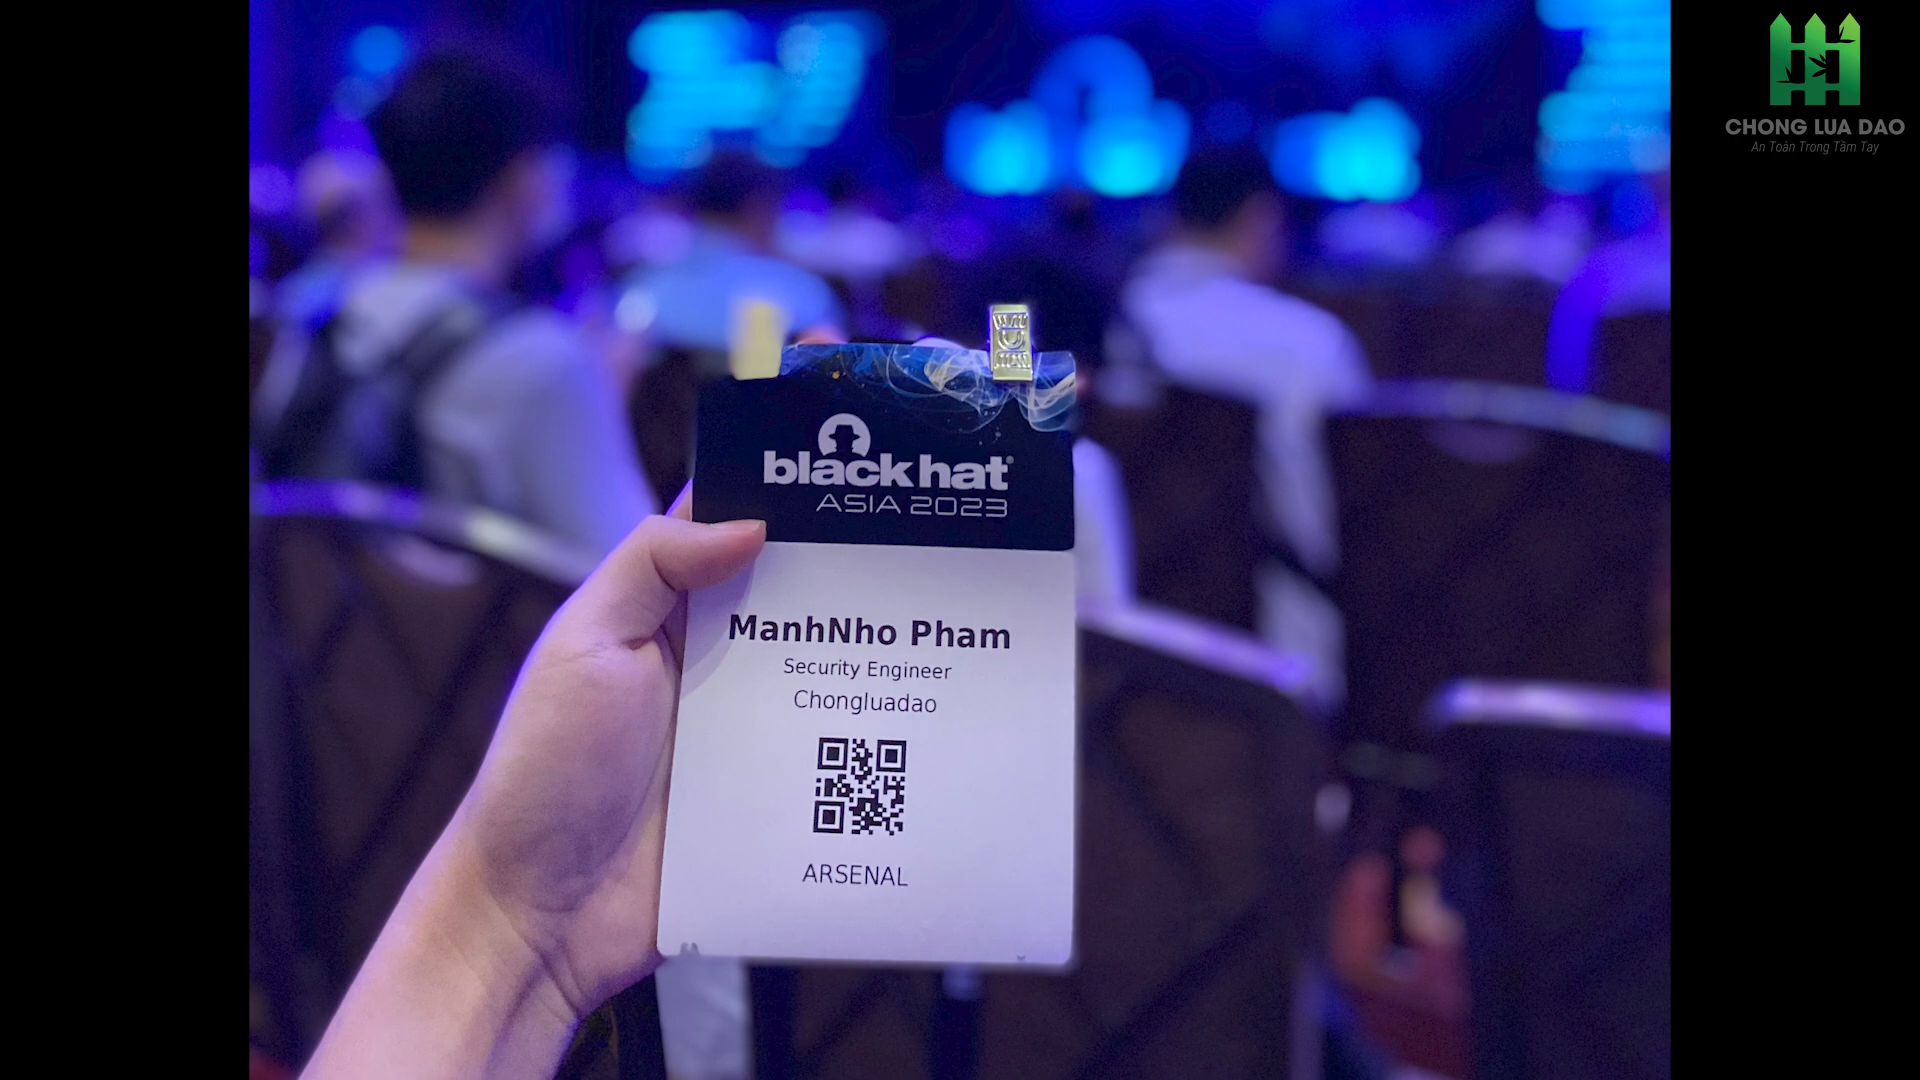 CHONG LUA DAO
An Toàn Trong Tầm Tay
black hat®
ASIA 2023
ManhNho Pham
Security Engineer
Chongluadao
ARSENAL